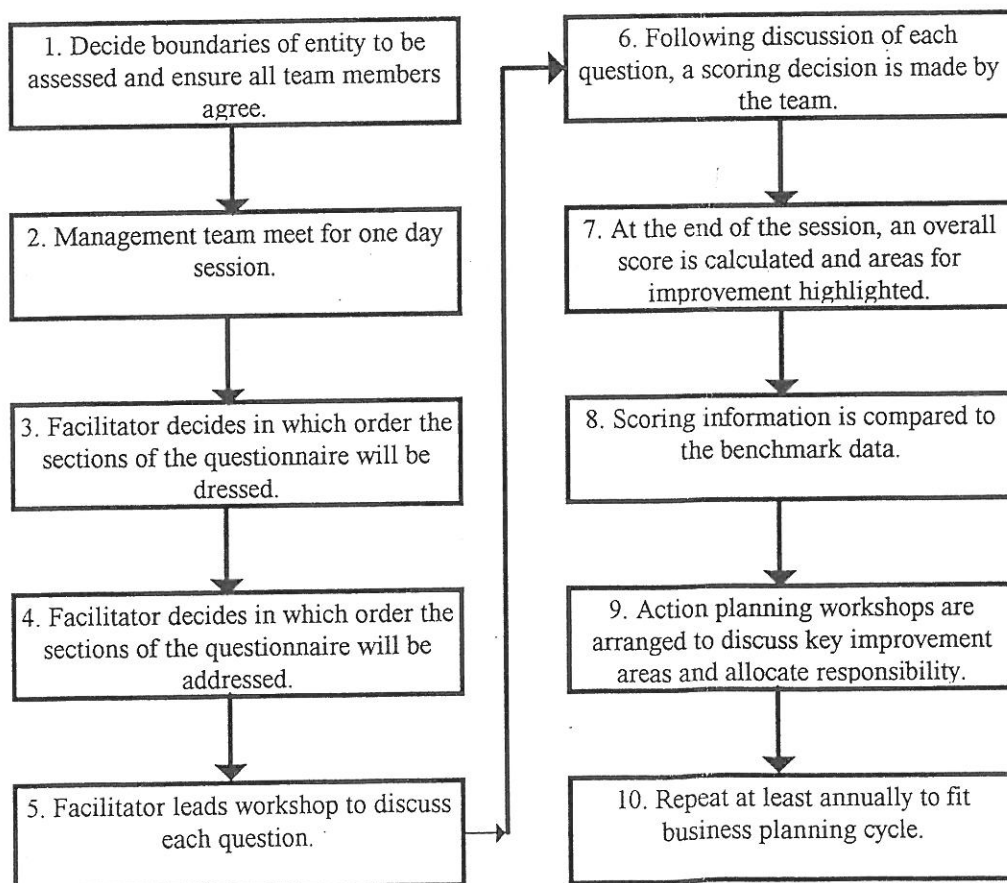 1. Decide boundaries of entity to be
assessed and ensure all team members
agree.
2. Management team meet for one day
session.
3. Facilitator decides in which order the
sections of the questionnaire will be
dressed.
4. Facilitator decides in which order the
sections of the questionnaire will be
addressed.
5. Facilitator leads workshop to discuss
each question.
6. Following discussion of each
question, a scoring decision is made by
the team.
7. At the end of the session, an overall
score is calculated and areas for
improvement highlighted.
8. Scoring information is compared to
the benchmark data.
9. Action planning workshops are
arranged to discuss key improvement
areas and allocate responsibility.
10. Repeat at least annually to fit
business planning cycle.